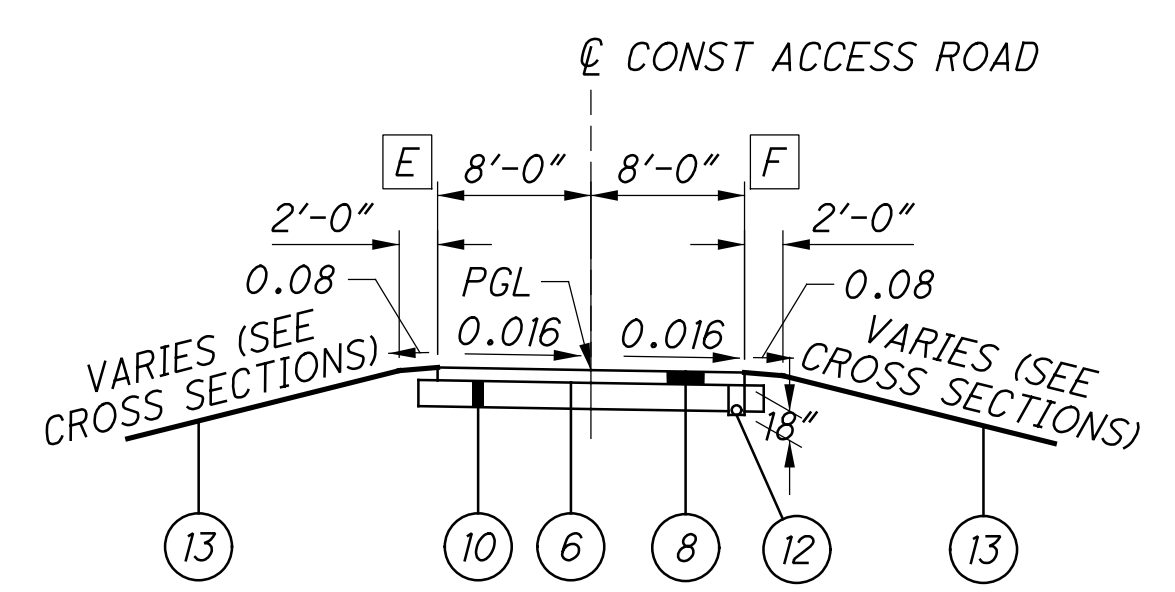 ℄ CONST ACCESS ROAD
E
8'-0"
8'-0"
F
2'-0"
2'-0"
0.08
PGL
0.08
0.016
0.016
VARIES (SEE
CROSS SECTIONS)
VARIES (SEE
CROSS SECTIONS)
18"
13
10
6
8
12
13